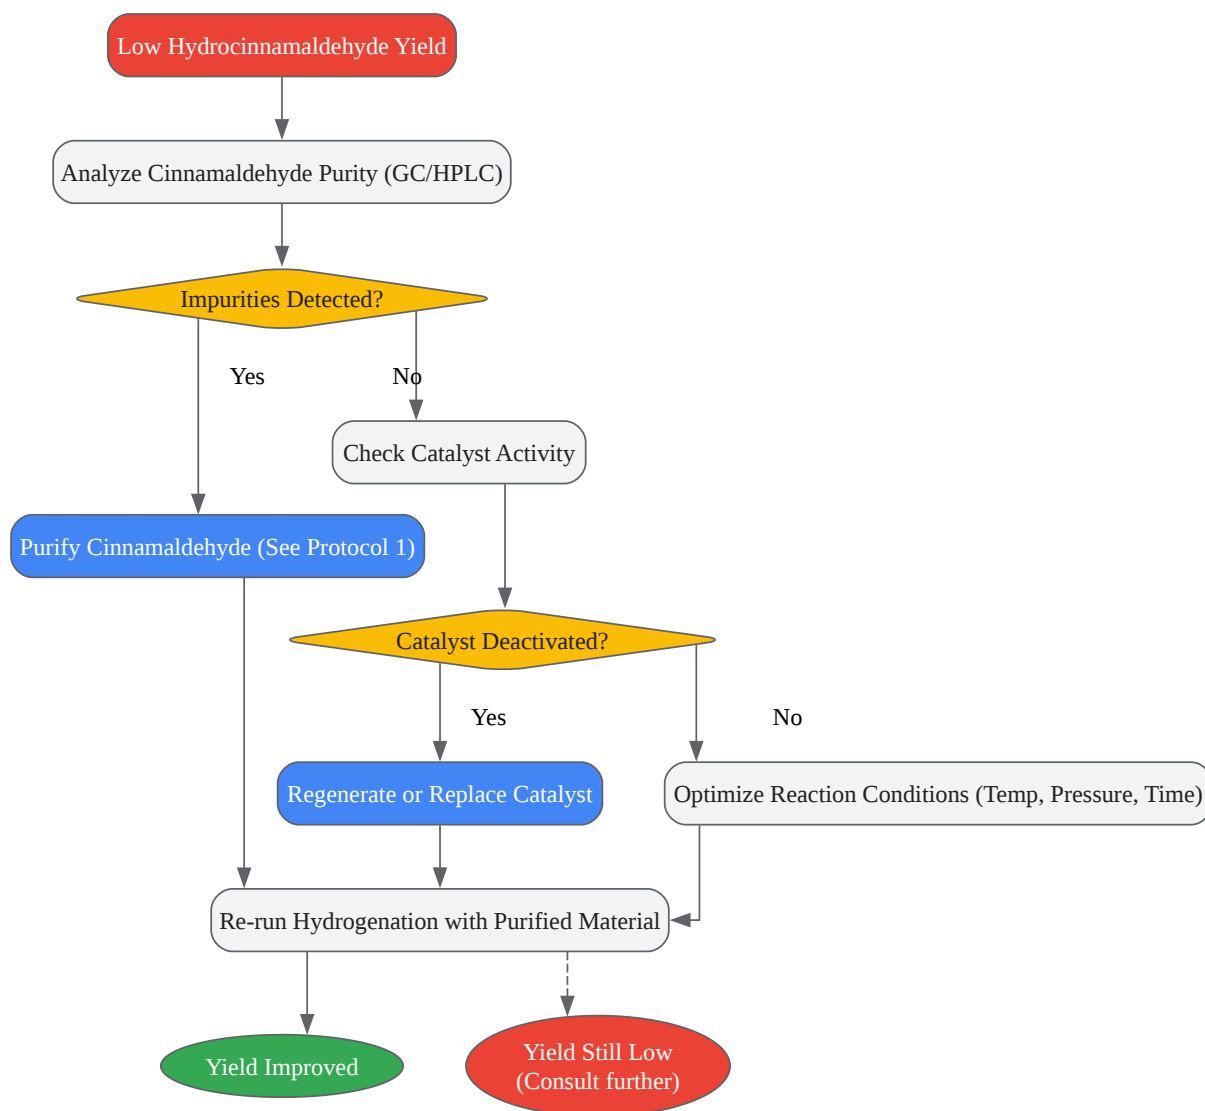 Low Hydrocinnamaldehyde Yield
Analyze Cinnamaldehyde Purity (GC/HPLC)
Impurities Detected?
Yes
No
Check Catalyst Activity
Purify Cinnamaldehyde (See Protocol 1)
Catalyst Deactivated?
Yes
No
Regenerate or Replace Catalyst
Optimize Reaction Conditions (Temp, Pressure, Time)
Re-run Hydrogenation with Purified Material
Yield Improved
Yield Still Low
(Consult further)